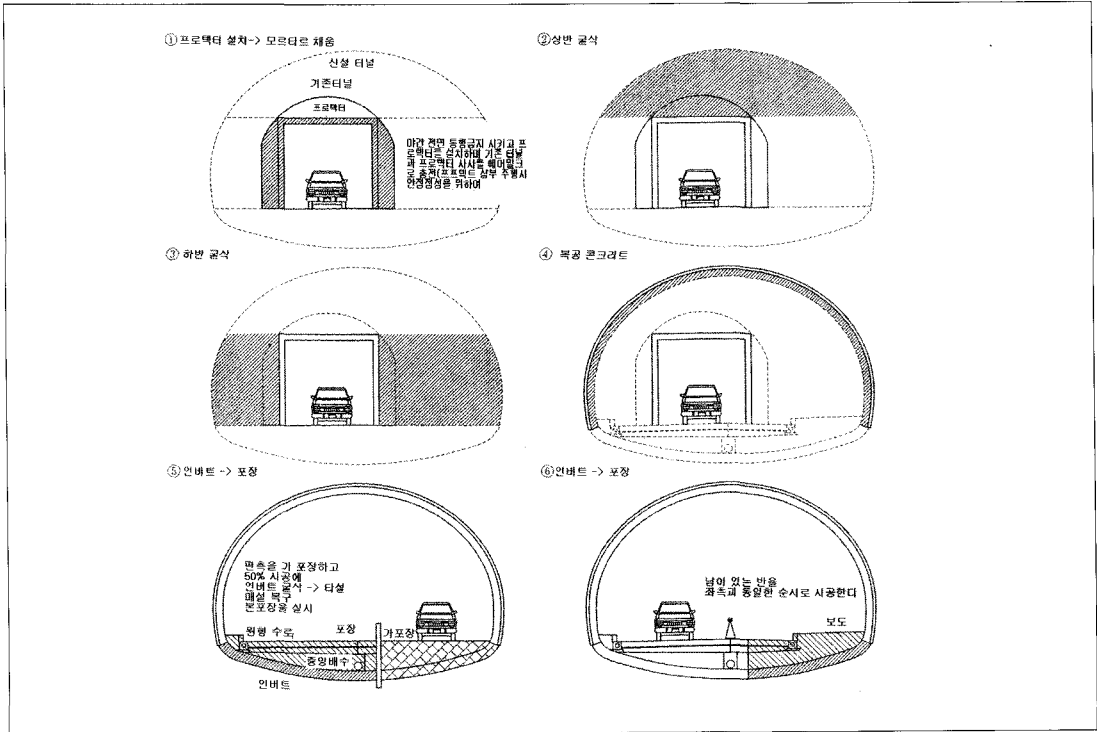 ①프로텍터 설치-> 모르타르 채움
신설 터널
기존터널
프로텍터
야간 전면 통행금지 시키고 프
로텍터를 설치하며 기존 터널
과 프로텍터 사사를 에어밀크
로 충전(프프텍트 상부 주행시
안정성를 위하여
②상반 굴삭
③ 하반 굴삭
④ 복공 콘크리트
⑤인버트 -> 포장
편측을 가 포장하고
50% 시공에
인버트 굴삭 -> 타설
매설 복구
본포장을 실시
원형 수로
포장
가포장
중앙배수
인버트
⑥인버트 -> 포장
남아 있는 반을
좌측과 동일한 순서로 시공한다
보도